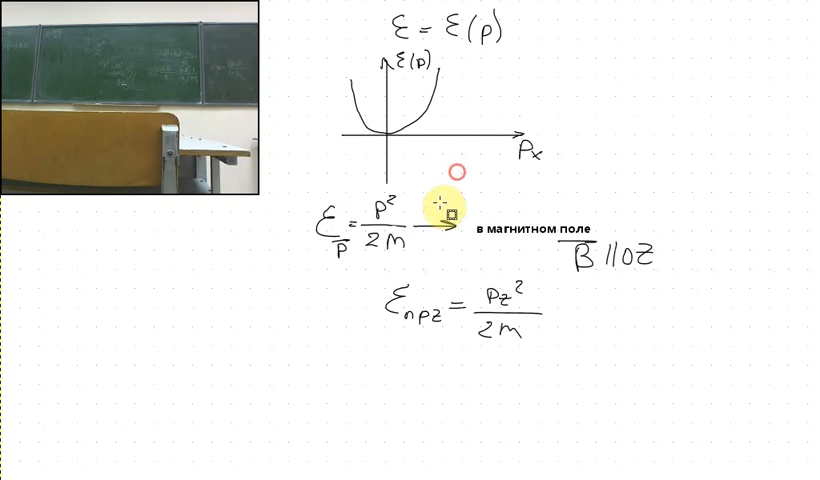 ε = ε(p)
ε(p)
Px
ε_p̅ = p²/2m → в магнитном поле
B̅ || OZ
ε_npz = pz²/2m